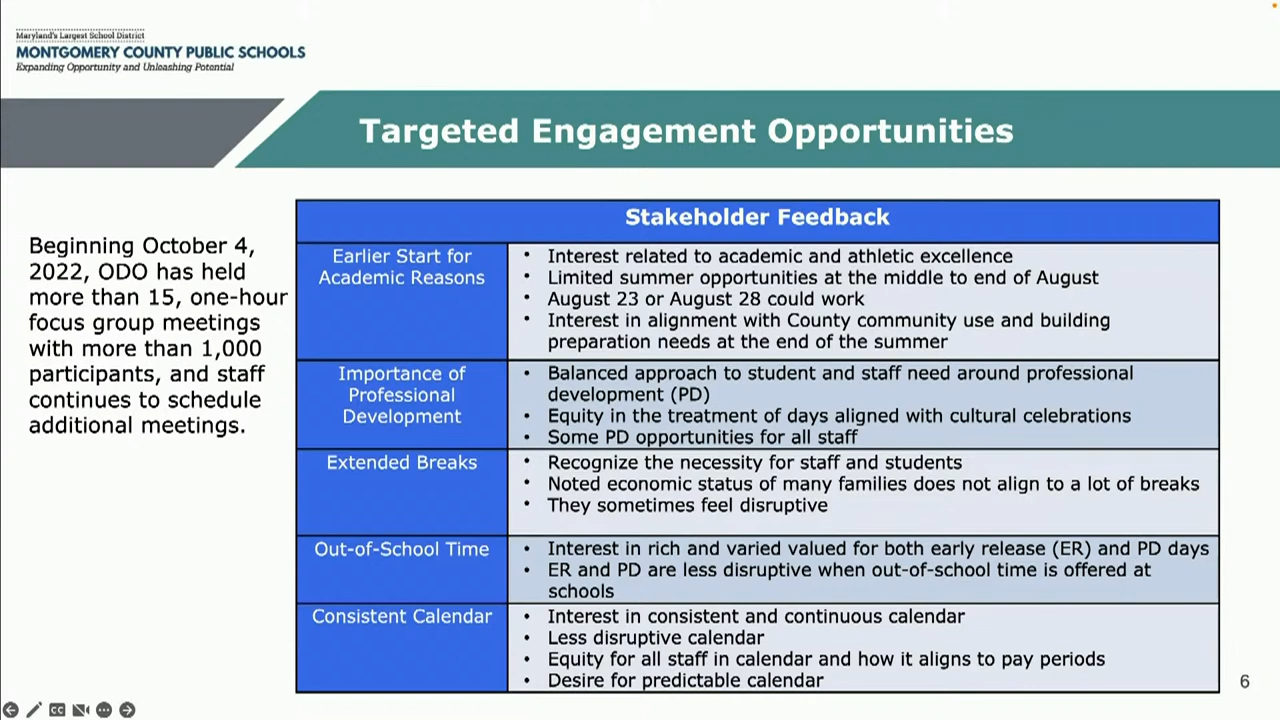 Maryland's Largest School District
MONTGOMERY COUNTY PUBLIC SCHOOLS
Expanding Opportunity and Unleashing Potential
Targeted Engagement Opportunities
Beginning October 4,
2022, ODO has held
more than 15, one-hour
focus group meetings
with more than 1,000
participants, and staff
continues to schedule
additional meetings.
Stakeholder Feedback
Earlier Start for
Academic Reasons
• Interest related to academic and athletic excellence
• Limited summer opportunities at the middle to end of August
• August 23 or August 28 could work
• Interest in alignment with County community use and building
preparation needs at the end of the summer
Importance of
Professional
Development
• Balanced approach to student and staff need around professional
development (PD)
• Equity in the treatment of days aligned with cultural celebrations
• Some PD opportunities for all staff
Extended Breaks
• Recognize the necessity for staff and students
• Noted economic status of many families does not align to a lot of breaks
• They sometimes feel disruptive
Out-of-School Time
• Interest in rich and varied valued for both early release (ER) and PD days
• ER and PD are less disruptive when out-of-school time is offered at
schools
Consistent Calendar
• Interest in consistent and continuous calendar
• Less disruptive calendar
• Equity for all staff in calendar and how it aligns to pay periods
• Desire for predictable calendar
6
CC